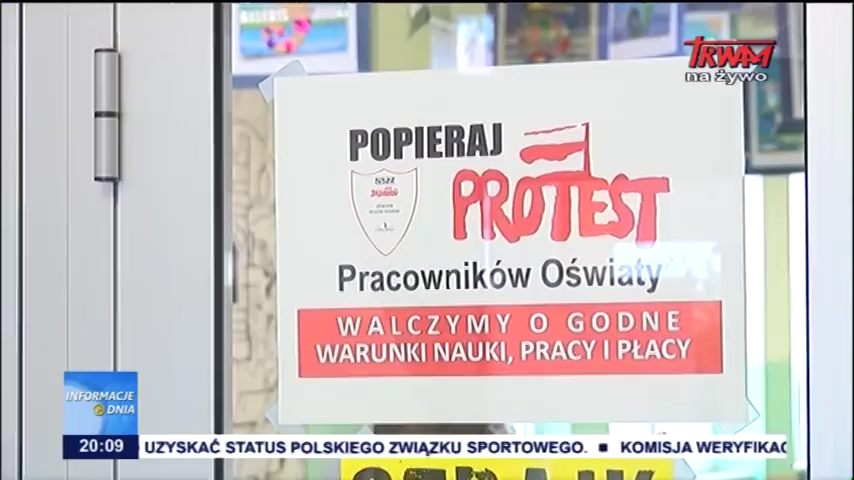 TRWAM
na żywo
POPIERAJ
NSZZ
PROTEST
Pracowników Oświaty
WALCZYMY O GODNE
WARUNKI NAUKI, PRACY I PŁACY
INFORMACJE
DNIA
20:09
UZYSKAĆ STATUS POLSKIEGO ZWIĄZKU SPORTOWEGO. ■ KOMISJA WERYFIKAC